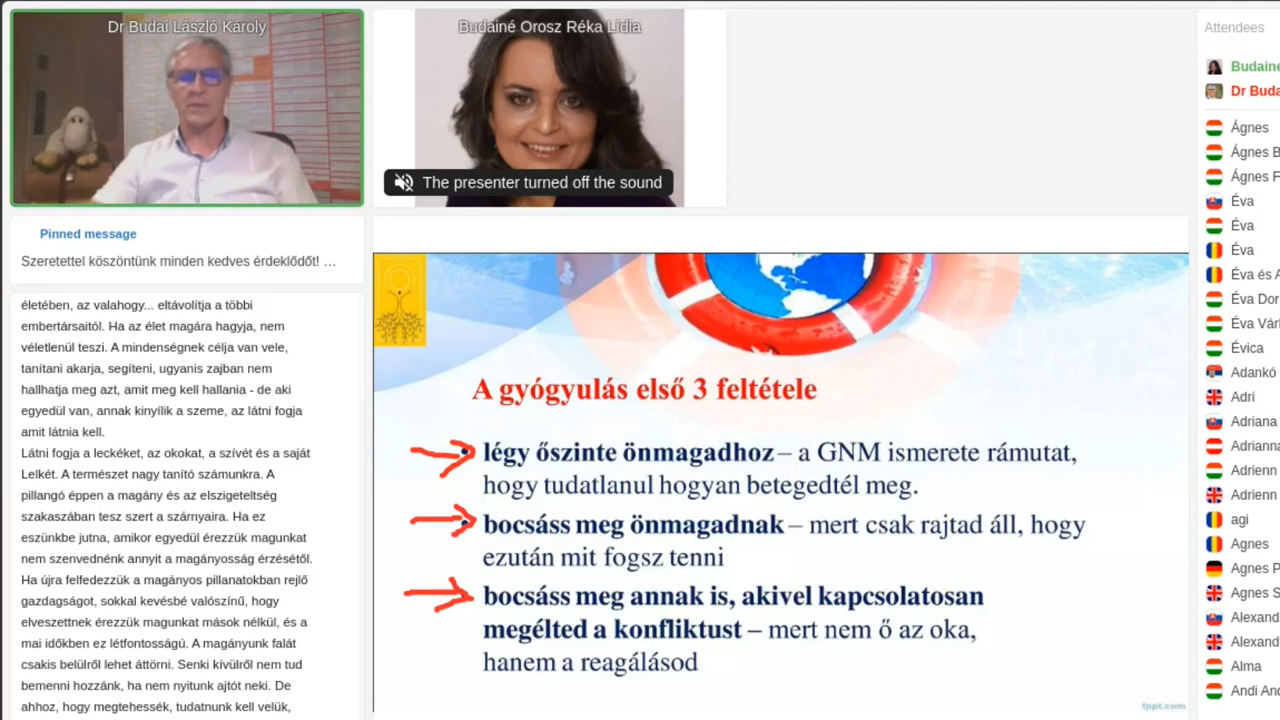 Dr Budai László Károly
Budainé Orosz Réka Lídia
The presenter turned off the sound
Pinned message
Szeretettel köszöntünk minden kedves érdeklődőt! …
életében, az valahogy... eltávolítja a többi
embertársaitól. Ha az élet magára hagyja, nem
véletlenül teszi. A mindenségnek célja van vele,
tanítani akarja, segíteni, ugyanis zajban nem
hallhatja meg azt, amit meg kell hallania - de aki
egyedül van, annak kinyílik a szeme, az látni fogja
amit látnia kell.
Látni fogja a leckéket, az okokat, a szívét és a saját
Lelkét. A természet nagy tanító számunkra. A
pillangó éppen a magány és az elszigeteltség
szakaszában tesz szert a szárnyaira. Ha ez
eszünkbe jutna, amikor egyedül érezzük magunkat
nem szenvednénk annyit a magányosság érzésétől.
Ha újra felfedezzük a magányos pillanatokban rejlő
gazdagságot, sokkal kevésbé valószínű, hogy
elveszettnek érezzük magunkat mások nélkül, és a
mai időkben ez létfontosságú. A magányunk falát
csakis belülről lehet áttörni. Senki kívülről nem tud
bemenni hozzánk, ha nem nyitunk ajtót neki. De
ahhoz, hogy megtehessék, tudatnunk kell velük,
A gyógyulás első 3 feltétele
• légy őszinte önmagadhoz – a GNM ismerete rámutat,
hogy tudatlanul hogyan betegedtél meg.
• bocsáss meg önmagadnak – mert csak rajtad áll, hogy
ezután mit fogsz tenni
bocsáss meg annak is, akivel kapcsolatosan
megélted a konfliktust – mert nem ő az oka,
hanem a reagálásod
fppt.com
Attendees
Budainé
Dr Buda
Ágnes
Ágnes B
Ágnes F
Éva
Éva
Éva
Éva és A
Éva Dor
Éva Vár
Évica
Adankó
Adri
Adriana
Adrianna
Adrienn
Adrienn
agi
Agnes
Agnes P
Agnes S
Alexand
Alexand
Alma
Andi And